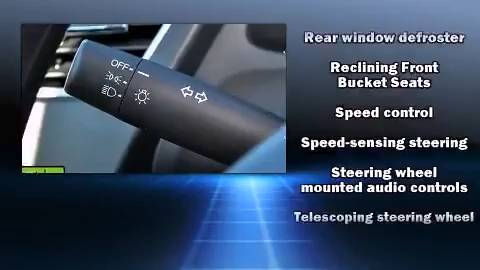 OFF
Rear window defroster
Reclining Front
Bucket Seats
Speed control
Speed-sensing steering
Steering wheel
mounted audio controls
Telescoping steering wheel